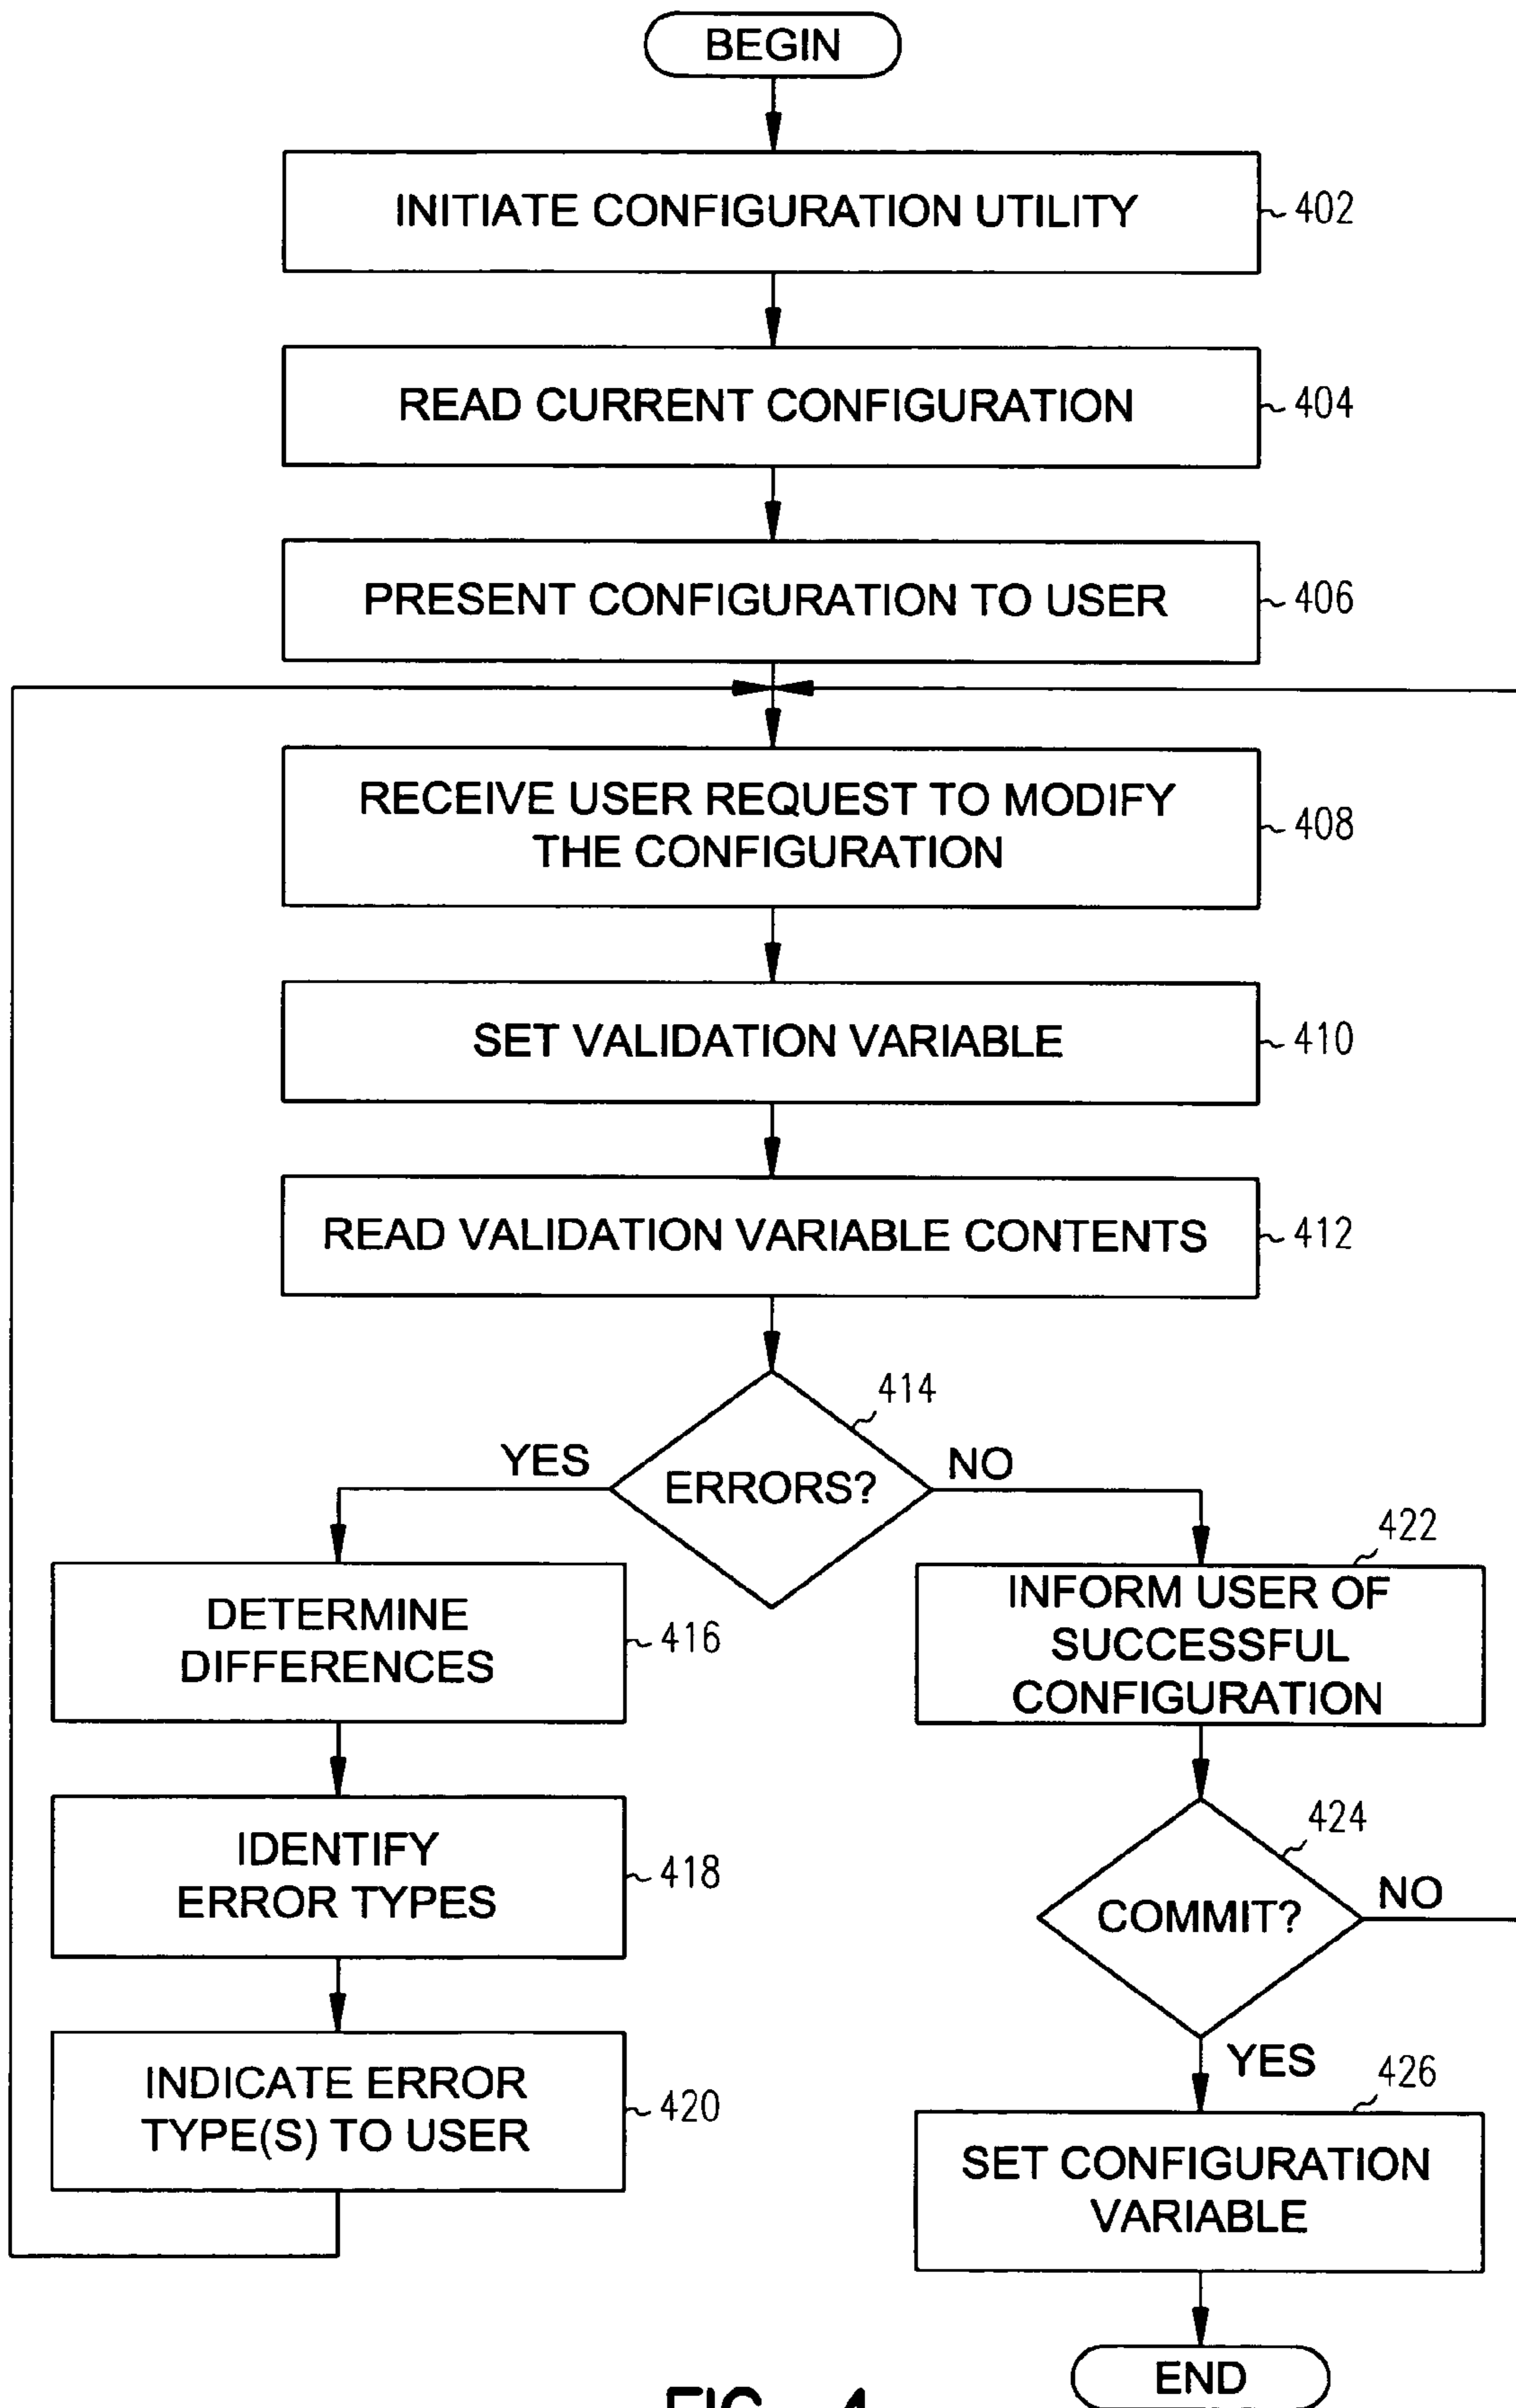 BEGIN
INITIATE CONFIGURATION UTILITY
402
READ CURRENT CONFIGURATION
404
PRESENT CONFIGURATION TO USER
406
RECEIVE USER REQUEST TO MODIFY
THE CONFIGURATION
408
SET VALIDATION VARIABLE
410
READ VALIDATION VARIABLE CONTENTS
412
414
YES
ERRORS?
NO
DETERMINE
DIFFERENCES
416
IDENTIFY
ERROR TYPES
418
INDICATE ERROR
TYPE(S) TO USER
420
422
INFORM USER OF
SUCCESSFUL
CONFIGURATION
424
COMMIT?
NO
YES
426
SET CONFIGURATION
VARIABLE
END
FIG. 4